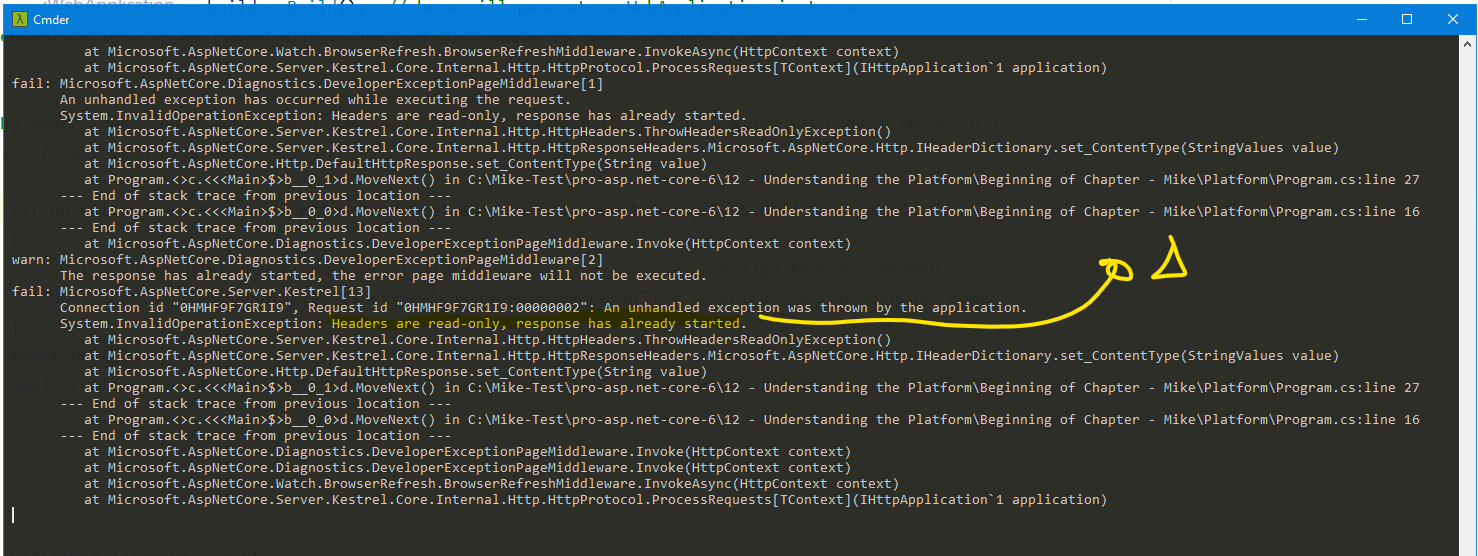 Cmder
at Microsoft.AspNetCore.Watch.BrowserRefresh.BrowserRefreshMiddleware.InvokeAsync(HttpContext context)
at Microsoft.AspNetCore.Server.Kestrel.Core.Internal.Http.HttpProtocol.ProcessRequests[TContext](IHttpApplication`1 application)
fail: Microsoft.AspNetCore.Diagnostics.DeveloperExceptionPageMiddleware[1]
An unhandled exception has occurred while executing the request.
System.InvalidOperationException: Headers are read-only, response has already started.
at Microsoft.AspNetCore.Server.Kestrel.Core.Internal.Http.HttpHeaders.ThrowHeadersReadOnlyException()
at Microsoft.AspNetCore.Server.Kestrel.Core.Internal.Http.HttpResponseHeaders.Microsoft.AspNetCore.Http.IHeaderDictionary.set_ContentType(StringValues value)
at Microsoft.AspNetCore.Http.DefaultHttpResponse.set_ContentType(String value)
at Program.<>c.<<<Main>$>b__0_1>d.MoveNext() in C:\Mike-Test\pro-asp.net-core-6\12 - Understanding the Platform\Beginning of Chapter - Mike\Platform\Program.cs:line 27
--- End of stack trace from previous location ---
at Program.<>c.<<<Main>$>b__0_0>d.MoveNext() in C:\Mike-Test\pro-asp.net-core-6\12 - Understanding the Platform\Beginning of Chapter - Mike\Platform\Program.cs:line 16
--- End of stack trace from previous location ---
at Microsoft.AspNetCore.Diagnostics.DeveloperExceptionPageMiddleware.Invoke(HttpContext context)
warn: Microsoft.AspNetCore.Diagnostics.DeveloperExceptionPageMiddleware[2]
The response has already started, the error page middleware will not be executed.
fail: Microsoft.AspNetCore.Server.Kestrel[13]
Connection id "0HMHF9F7GR1I9", Request id "0HMHF9F7GR1I9:00000002": An unhandled exception was thrown by the application.
System.InvalidOperationException: Headers are read-only, response has already started.
at Microsoft.AspNetCore.Server.Kestrel.Core.Internal.Http.HttpHeaders.ThrowHeadersReadOnlyException()
at Microsoft.AspNetCore.Server.Kestrel.Core.Internal.Http.HttpResponseHeaders.Microsoft.AspNetCore.Http.IHeaderDictionary.set_ContentType(StringValues value)
at Microsoft.AspNetCore.Http.DefaultHttpResponse.set_ContentType(String value)
at Program.<>c.<<<Main>$>b__0_1>d.MoveNext() in C:\Mike-Test\pro-asp.net-core-6\12 - Understanding the Platform\Beginning of Chapter - Mike\Platform\Program.cs:line 27
--- End of stack trace from previous location ---
at Program.<>c.<<<Main>$>b__0_0>d.MoveNext() in C:\Mike-Test\pro-asp.net-core-6\12 - Understanding the Platform\Beginning of Chapter - Mike\Platform\Program.cs:line 16
--- End of stack trace from previous location ---
at Microsoft.AspNetCore.Diagnostics.DeveloperExceptionPageMiddleware.Invoke(HttpContext context)
at Microsoft.AspNetCore.Diagnostics.DeveloperExceptionPageMiddleware.Invoke(HttpContext context)
at Microsoft.AspNetCore.Watch.BrowserRefresh.BrowserRefreshMiddleware.InvokeAsync(HttpContext context)
at Microsoft.AspNetCore.Server.Kestrel.Core.Internal.Http.HttpProtocol.ProcessRequests[TContext](IHttpApplication`1 application)